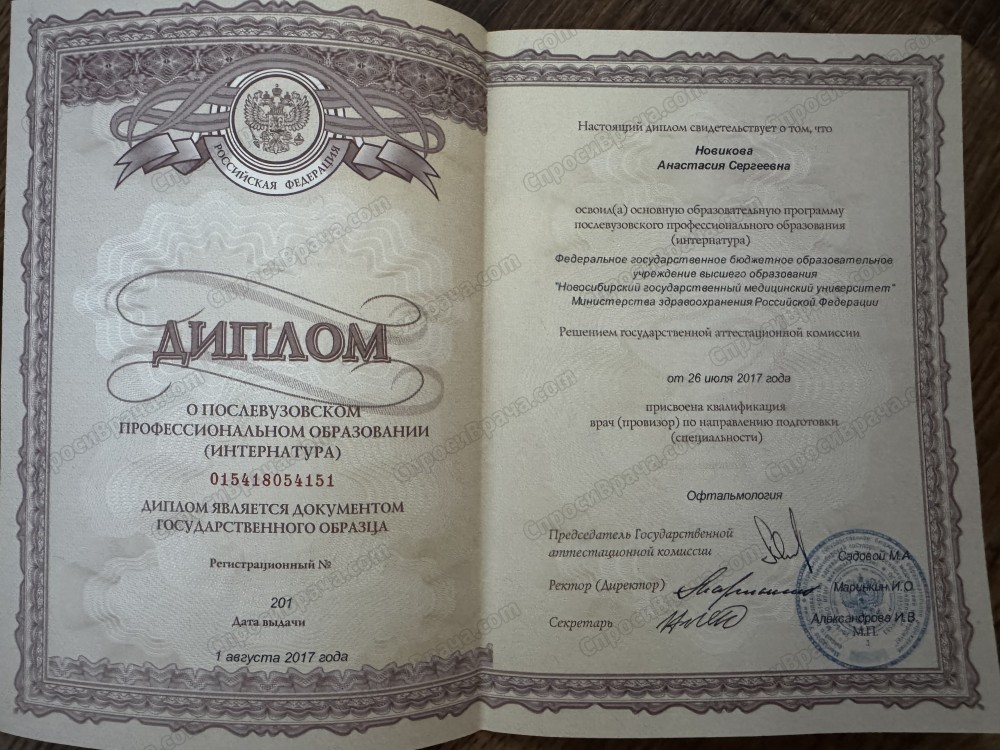 РОССИЙСКАЯ ФЕДЕРАЦИЯ
ДИПЛОМ
О ПОСЛЕВУЗОВСКОМ
ПРОФЕССИОНАЛЬНОМ ОБРАЗОВАНИИ
(ИНТЕРНАТУРА)
015418054151
ДИПЛОМ ЯВЛЯЕТСЯ ДОКУМЕНТОМ
ГОСУДАРСТВЕННОГО ОБРАЗЦА
Регистрационный №
201
Дата выдачи
1 августа 2017 года
Настоящий диплом свидетельствует о том, что
Новикова
Анастасия Сергеевна
освоил(а) основную образовательную программу
послевузовского профессионального образования
(интернатура)
Федеральное государственное бюджетное образовательное
учреждение высшего образования
"Новосибирский государственный медицинский университет"
Министерства здравоохранения Российской Федерации
Решением государственной аттестационной комиссии
от 26 июля 2017 года
присвоена квалификация
врач (провизор) по направлению подготовки
(специальности)
Офтальмология
Председатель Государственной
аттестационной комиссии
Садовой М.А.
Ректор (Директор)
Маринкин И.О.
Секретарь
Александрова И.В.
М.П.
СпросиВрача.com